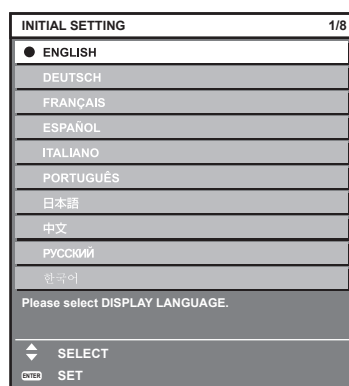 INITIAL SETTING 1/8
ENGLISH
DEUTSCH
FRANÇAIS
ESPAÑOL
ITALIANO
PORTUGUÊS
日本語
中文
РУССКИЙ
한국어
Please select DISPLAY LANGUAGE.
SELECT
ENTER SET